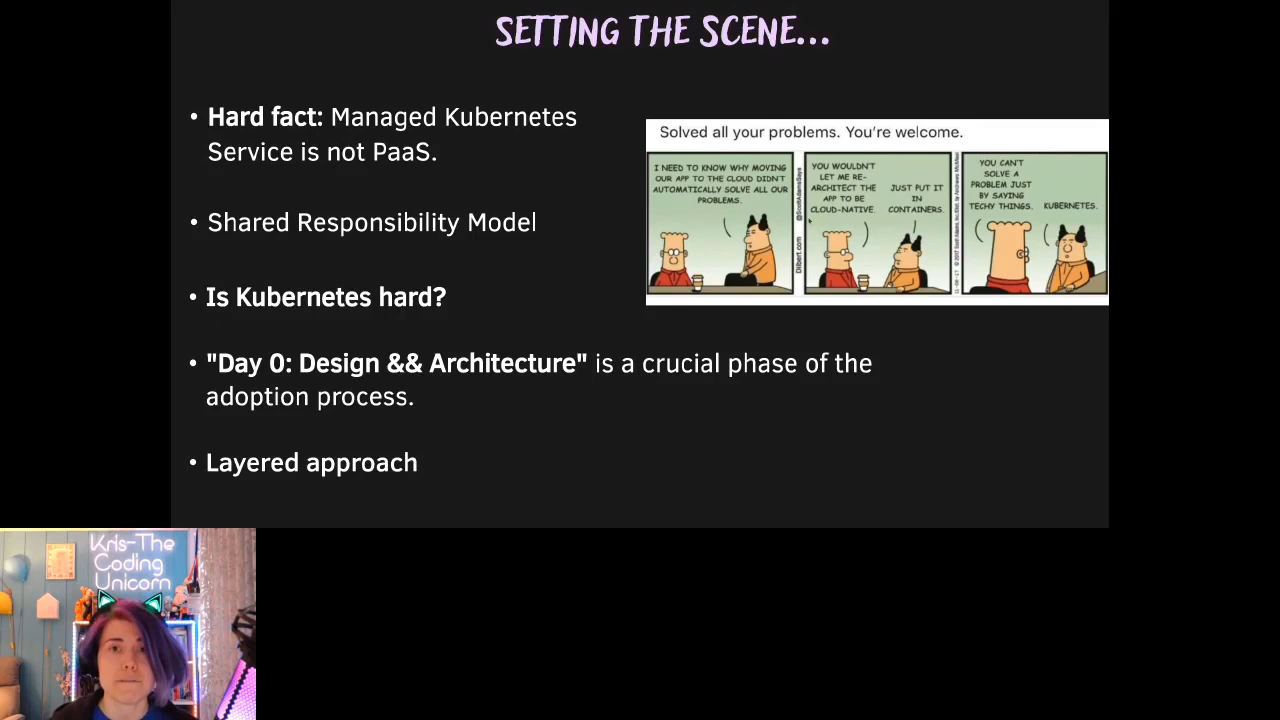 SETTING THE SCENE...
• Hard fact: Managed Kubernetes
Service is not PaaS.
• Shared Responsibility Model
• Is Kubernetes hard?
• "Day 0: Design && Architecture" is a crucial phase of the
adoption process.
• Layered approach
Solved all your problems. You're welcome.
I NEED TO KNOW WHY MOVING
OUR APP TO THE CLOUD DIDN'T
AUTOMATICALLY SOLVE ALL OUR
PROBLEMS.
Dilbert.com @ScottAdamsSays
YOU WOULDN'T
LET ME RE-
ARCHITECT THE
APP TO BE
CLOUD-NATIVE.
JUST PUT IT
IN
CONTAINERS.
YOU CAN'T
SOLVE A
PROBLEM JUST
BY SAYING
TECHY THINGS.
KUBERNETES.
Kris-The
Coding
Unicorn